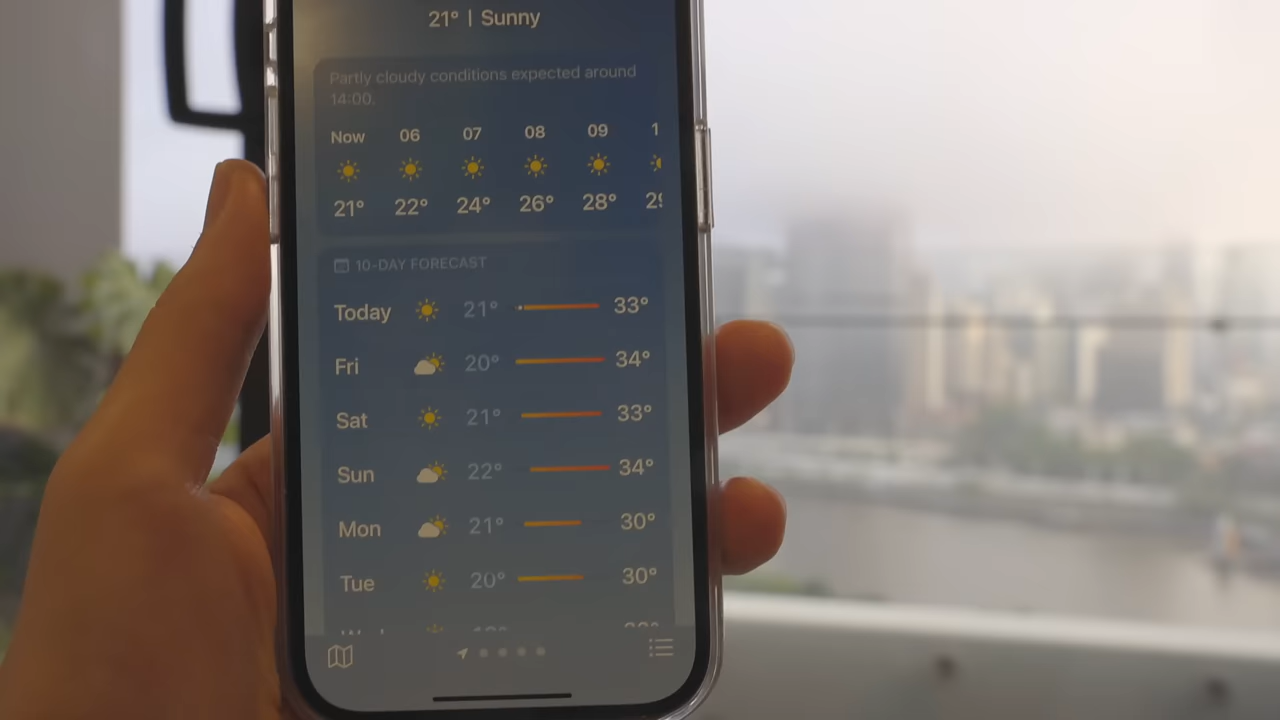 21° | Sunny
Partly cloudy conditions expected around
14:00.
Now 06 07 08 09
21° 22° 24° 26° 28°
10-DAY FORECAST
Today 21° 33°
Fri 20° 34°
Sat 21° 33°
Sun 22° 34°
Mon 21° 30°
Tue 20° 30°